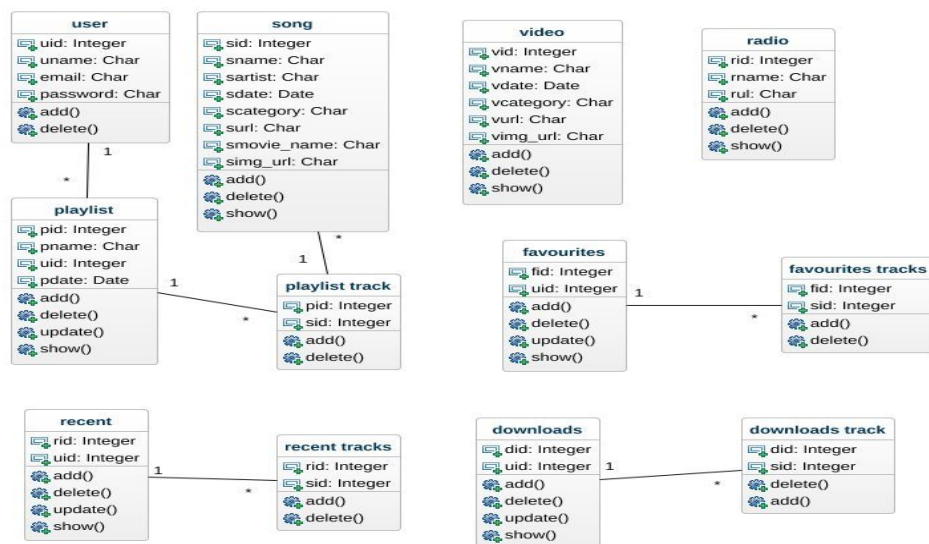 user
uid: Integer
uname: Char
email: Char
password: Char
add()
delete()
1
*
song
sid: Integer
sname: Char
sartist: Char
sdate: Date
scategory: Char
surl: Char
smovie_name: Char
simg_url: Char
add()
delete()
show()
*
1
video
vid: Integer
vname: Char
vdate: Date
vcategory: Char
vurl: Char
vimg_url: Char
add()
delete()
show()
radio
rid: Integer
rname: Char
rul: Char
add()
delete()
show()
playlist
pid: Integer
pname: Char
uid: Integer
pdate: Date
add()
delete()
update()
show()
1
*
playlist track
pid: Integer
sid: Integer
add()
delete()
favourites
fid: Integer
uid: Integer
add()
delete()
update()
show()
1
*
favourites tracks
fid: Integer
sid: Integer
add()
delete()
recent
rid: Integer
uid: Integer
add()
delete()
update()
show()
1
*
recent tracks
rid: Integer
sid: Integer
add()
delete()
downloads
did: Integer
uid: Integer
add()
delete()
update()
show()
1
*
downloads track
did: Integer
sid: Integer
delete()
add()